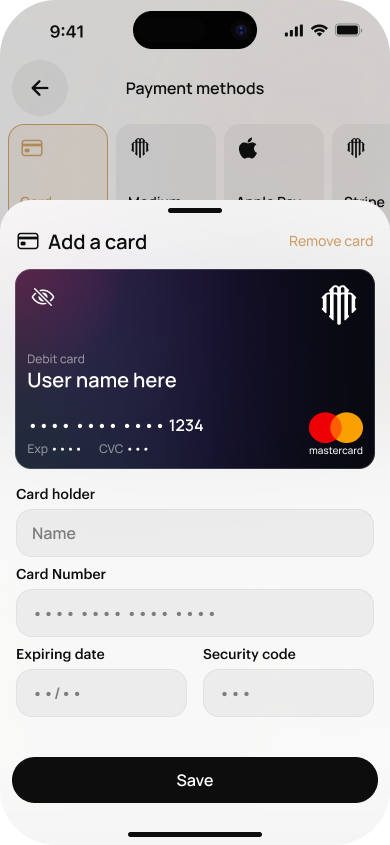 9:41
Payment methods
Card Medium Apple Pay Stripe
Add a card
Remove card
Debit card
User name here
•••• •••• •••• 1234
Exp •••• CVC •••
mastercard
Card holder
Name
Card Number
•••• •••• •••• ••••
Expiring date Security code
••/•• •••
Save